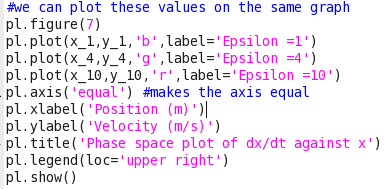 #we can plot these values on the same graph
pl.figure(7)
pl.plot(x_1,y_1,'b',label='Epsilon =1')
pl.plot(x_4,y_4,'g',label='Epsilon =4')
pl.plot(x_10,y_10,'r',label='Epsilon =10')
pl.axis('equal') #makes the axis equal
pl.xlabel('Position (m)')
pl.ylabel('Velocity (m/s)')
pl.title('Phase space plot of dx/dt against x')
pl.legend(loc='upper right')
pl.show()